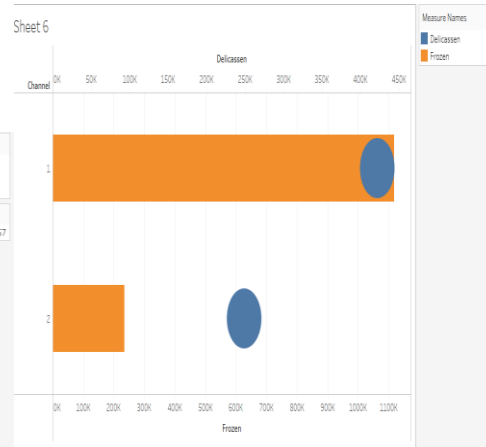 Sheet 6
Measure Names
Delicassen
Frozen
Delicassen
Channel
0K 50K 100K 150K 200K 250K 300K 350K 400K 450K
1
2
0K 100K 200K 300K 400K 500K 600K 700K 800K 900K 1000K 1100K
Frozen
57